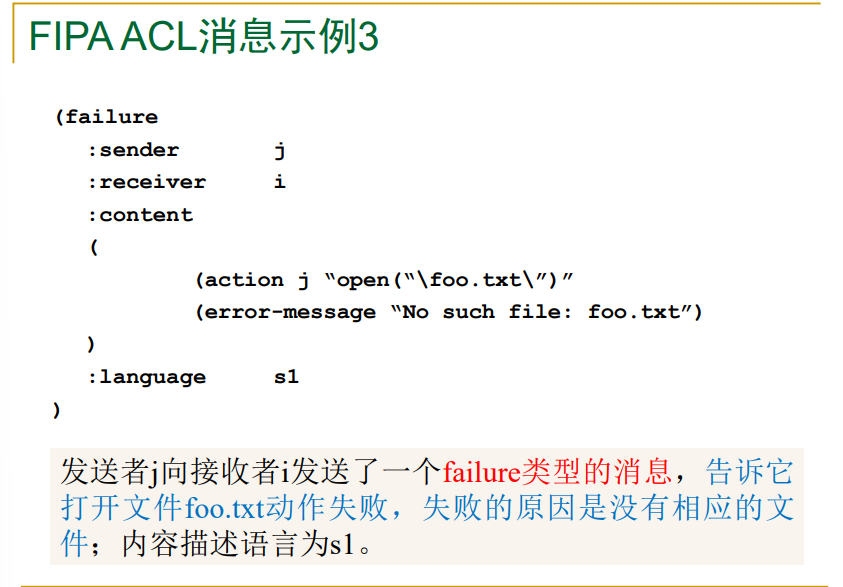 FIPA ACL消息示例3
(failure
:sender j
:receiver i
:content
(
(action j “open(“\foo.txt\”)”
(error-message “No such file: foo.txt”)
)
:language s1
)
发送者j向接收者i发送了一个failure类型的消息，告诉它
打开文件foo.txt动作失败，失败的原因是没有相应的文
件；内容描述语言为s1。